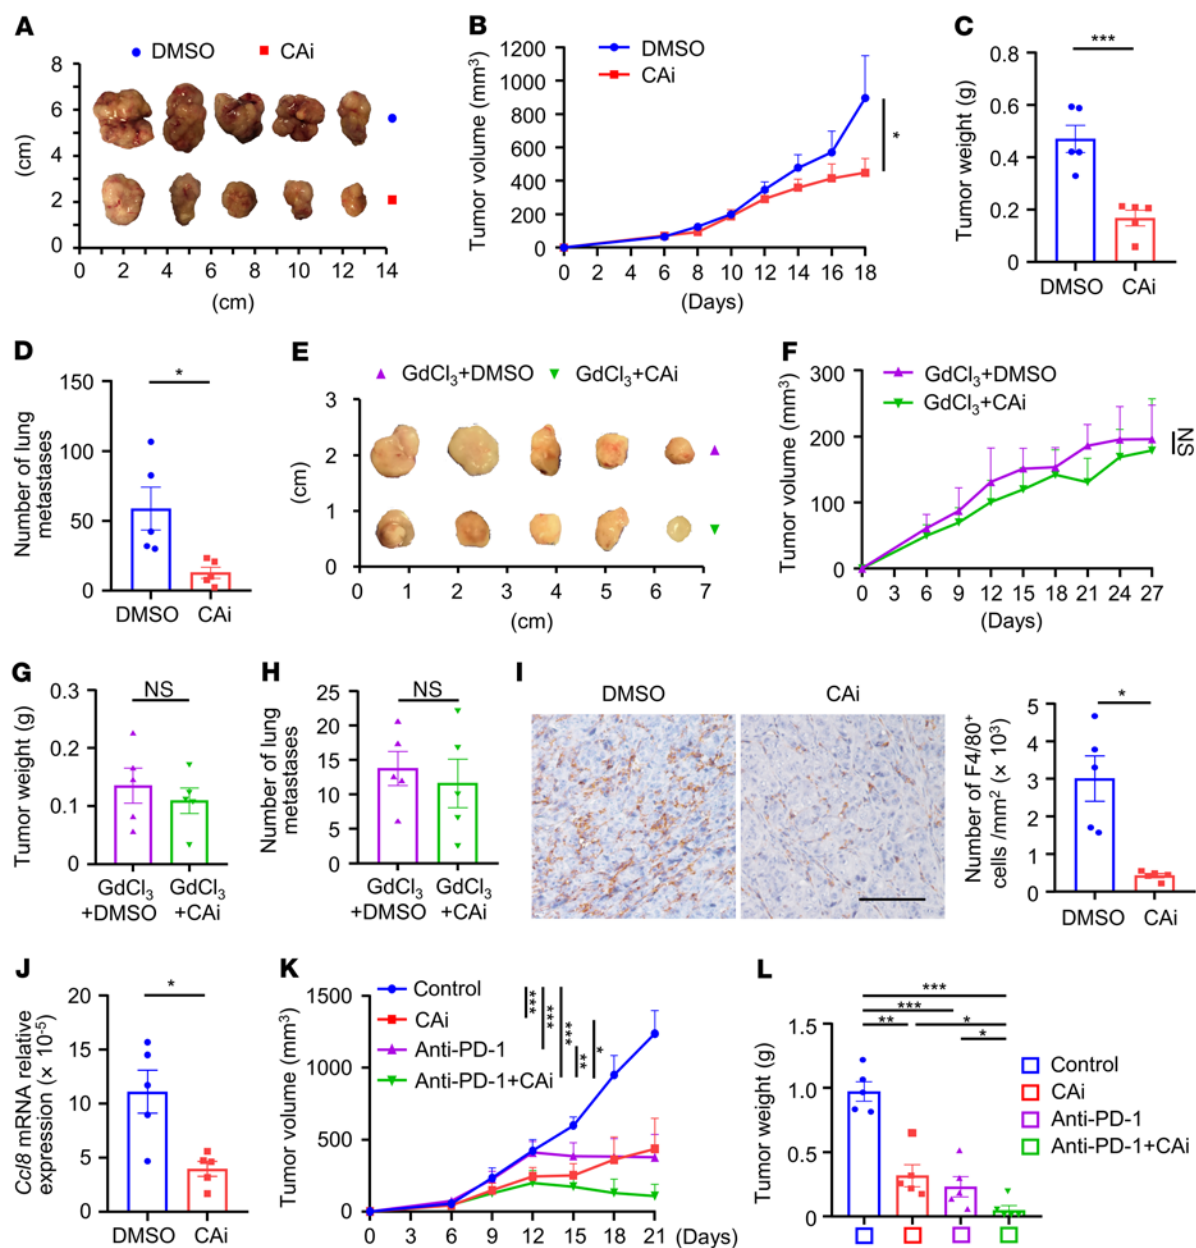 A
DMSO
CAi
8
6
4
2
0
(cm)
0 2 4 6 8 10 12 14
(cm)
B
DMSO
CAi
Tumor volume (mm³)
1200
1000
800
600
400
200
0
0 2 4 6 8 10 12 14 16 18
(Days)
*
C
***
Tumor weight (g)
0.8
0.6
0.4
0.2
0
DMSO CAi
D
*
Number of lung
metastases
150
100
50
0
DMSO CAi
E
GdCl₃+DMSO GdCl₃+CAi
3
2
1
0
(cm)
0 1 2 3 4 5 6 7
(cm)
F
GdCl₃+DMSO
GdCl₃+CAi
Tumor volume (mm³)
300
200
100
0
0 3 6 9 12 15 18 21 24 27
(Days)
NS
G
NS
Tumor weight (g)
0.3
0.2
0.1
0
GdCl₃ GdCl₃
+DMSO +CAi
H
NS
Number of lung
metastases
25
20
15
10
5
0
GdCl₃ GdCl₃
+DMSO +CAi
I
DMSO CAi
*
Number of F4/80⁺
cells /mm² (× 10³)
5
4
3
2
1
0
DMSO CAi
J
*
Ccl8 mRNA relative
expression (× 10⁻⁵)
20
15
10
5
0
DMSO CAi
K
Control
CAi
Anti-PD-1
Anti-PD-1+CAi
Tumor volume (mm³)
1500
1000
500
0
0 3 6 9 12 15 18 21 (Days)
***
***
***
**
*
L
***
***
** *
*
Tumor weight (g)
1.5
1.0
0.5
0
Control
CAi
Anti-PD-1
Anti-PD-1+CAi